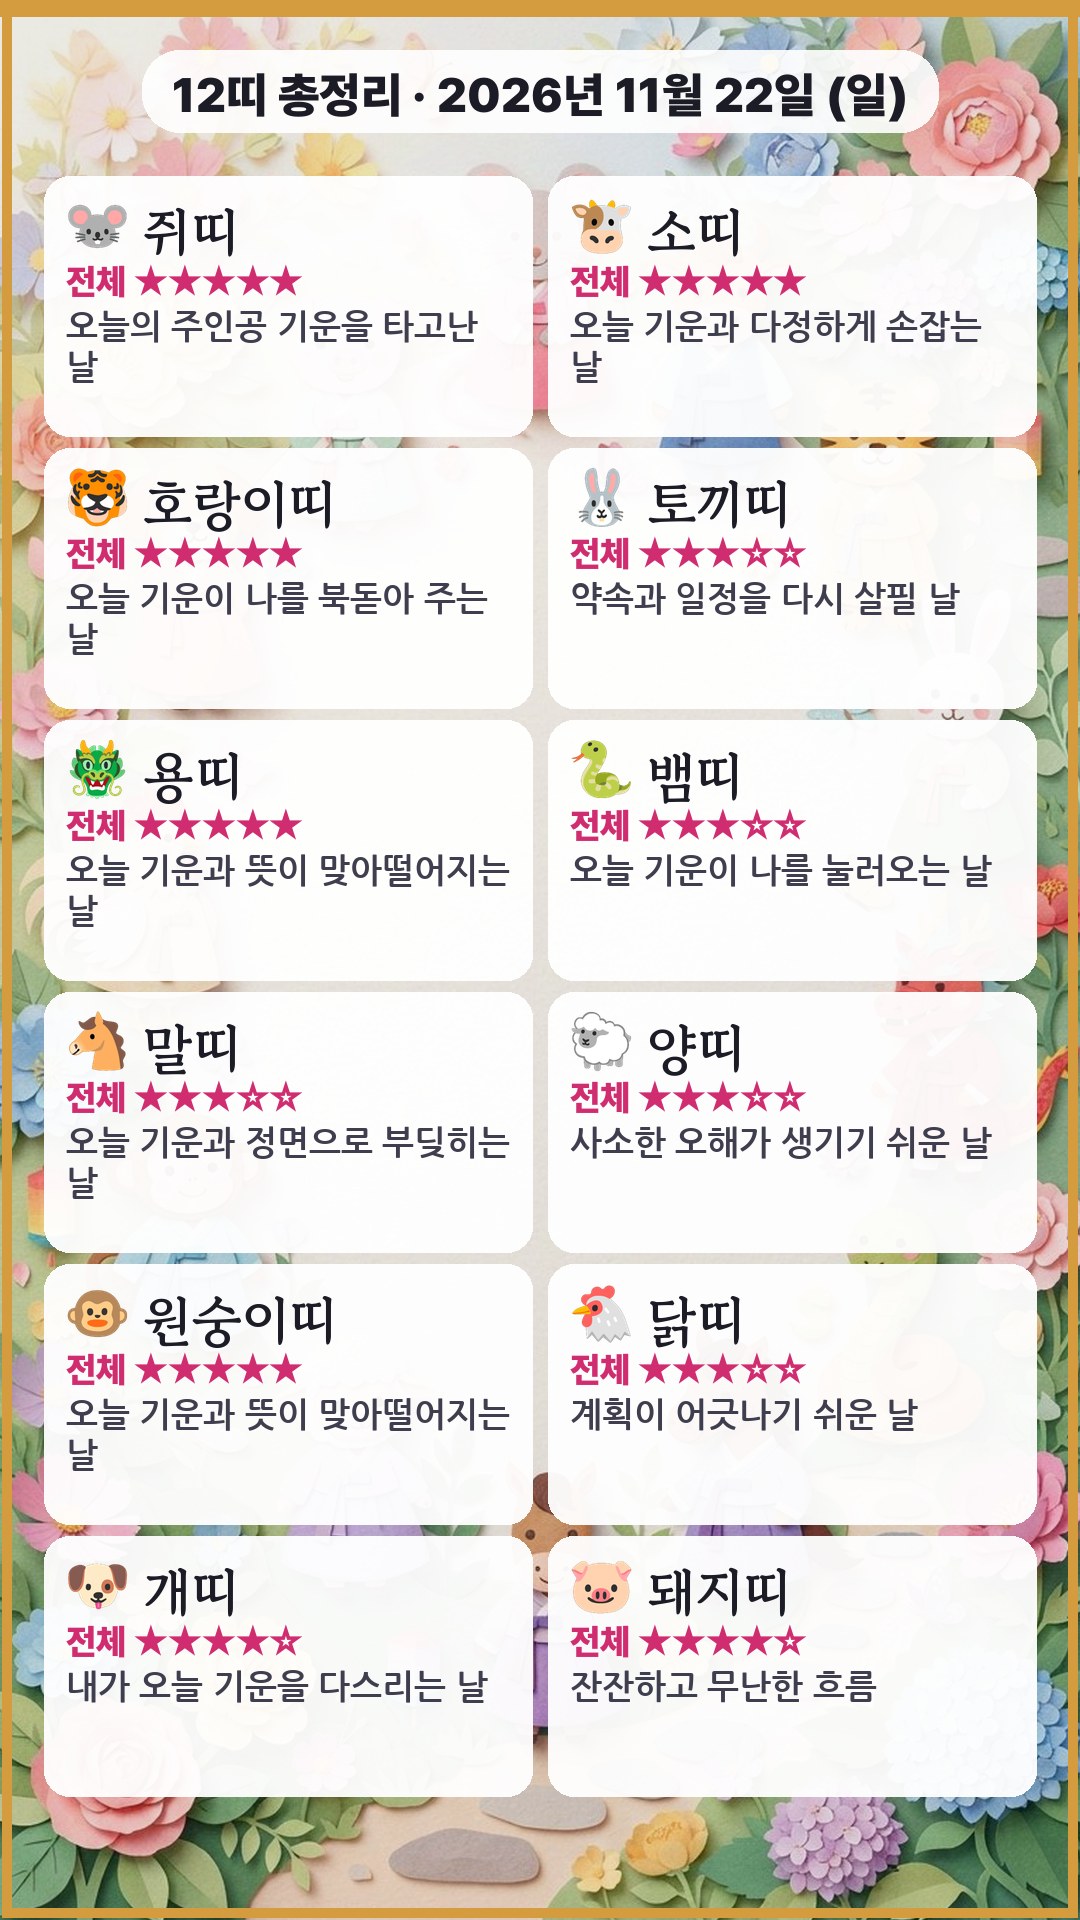 12띠 총정리 · 2026년 11월 22일 (일)
쥐띠
전체 ★★★★★
오늘의 주인공 기운을 타고난
날
소띠
전체 ★★★★★
오늘 기운과 다정하게 손잡는
날
호랑이띠
전체 ★★★★★
오늘 기운이 나를 북돋아 주는
날
토끼띠
전체 ★★★☆☆
약속과 일정을 다시 살필 날
용띠
전체 ★★★★★
오늘 기운과 뜻이 맞아떨어지는
날
뱀띠
전체 ★★★☆☆
오늘 기운이 나를 눌러오는 날
말띠
전체 ★★★☆☆
오늘 기운과 정면으로 부딪히는
날
양띠
전체 ★★★☆☆
사소한 오해가 생기기 쉬운 날
원숭이띠
전체 ★★★★★
오늘 기운과 뜻이 맞아떨어지는
날
닭띠
전체 ★★★☆☆
계획이 어긋나기 쉬운 날
개띠
전체 ★★★★☆
내가 오늘 기운을 다스리는 날
돼지띠
전체 ★★★★☆
잔잔하고 무난한 흐름